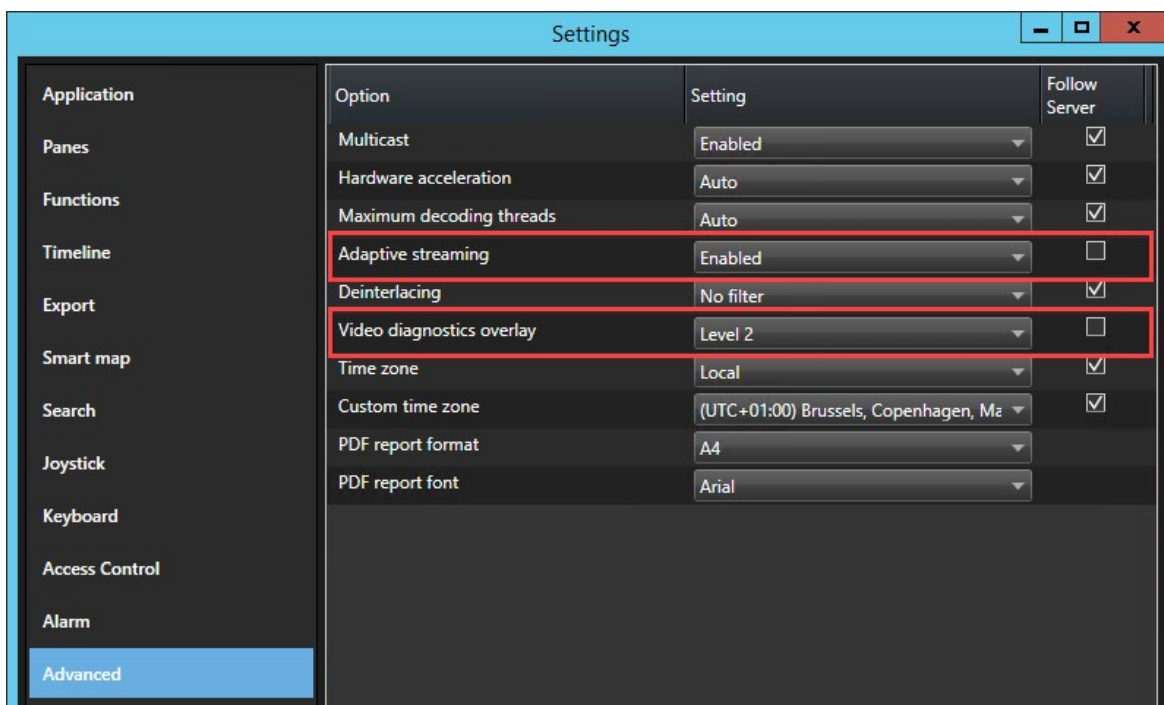 Settings
Application
Panes
Functions
Timeline
Export
Smart map
Search
Joystick
Keyboard
Access Control
Alarm
Advanced
Option Setting Follow Server
Multicast Enabled
Hardware acceleration Auto
Maximum decoding threads Auto
Adaptive streaming Enabled
Deinterlacing No filter
Video diagnostics overlay Level 2
Time zone Local
Custom time zone (UTC+01:00) Brussels, Copenhagen, Ma
PDF report format A4
PDF report font Arial